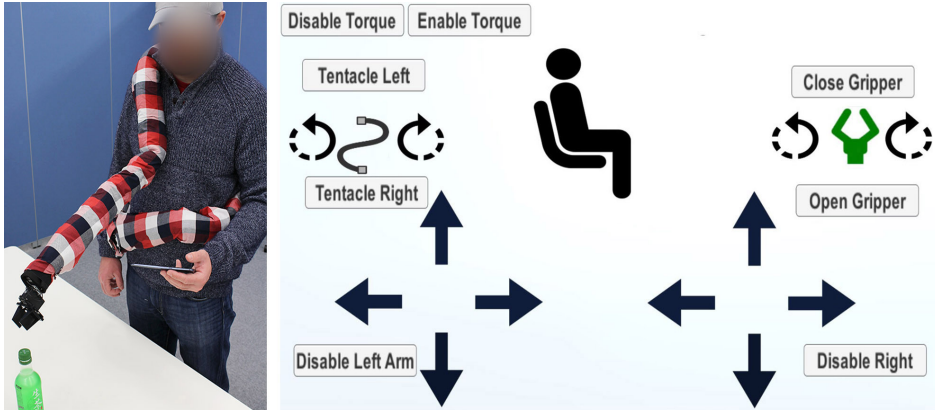 Disable Torque
Enable Torque
Tentacle Left
Close Gripper
Tentacle Right
Open Gripper
Disable Left Arm
Disable Right